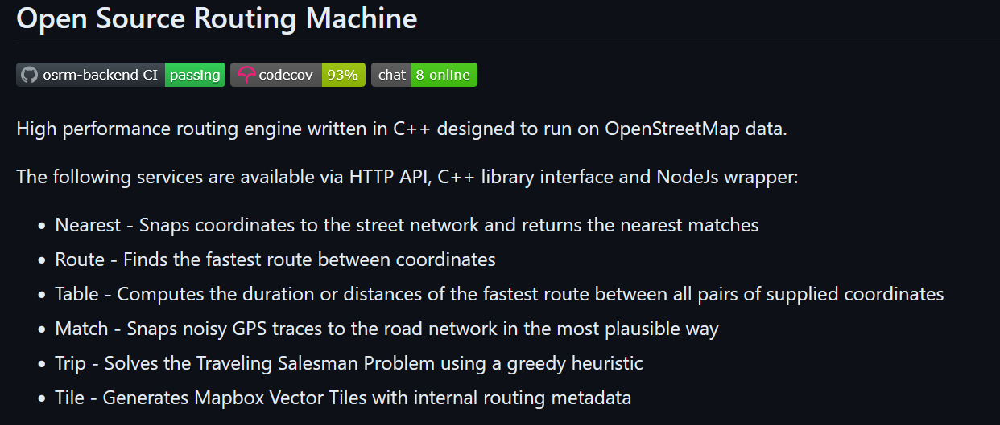 Open Source Routing Machine
osrm-backend CI passing codecov 93% chat 8 online
High performance routing engine written in C++ designed to run on OpenStreetMap data.
The following services are available via HTTP API, C++ library interface and NodeJs wrapper:
• Nearest - Snaps coordinates to the street network and returns the nearest matches
• Route - Finds the fastest route between coordinates
• Table - Computes the duration or distances of the fastest route between all pairs of supplied coordinates
• Match - Snaps noisy GPS traces to the road network in the most plausible way
• Trip - Solves the Traveling Salesman Problem using a greedy heuristic
• Tile - Generates Mapbox Vector Tiles with internal routing metadata